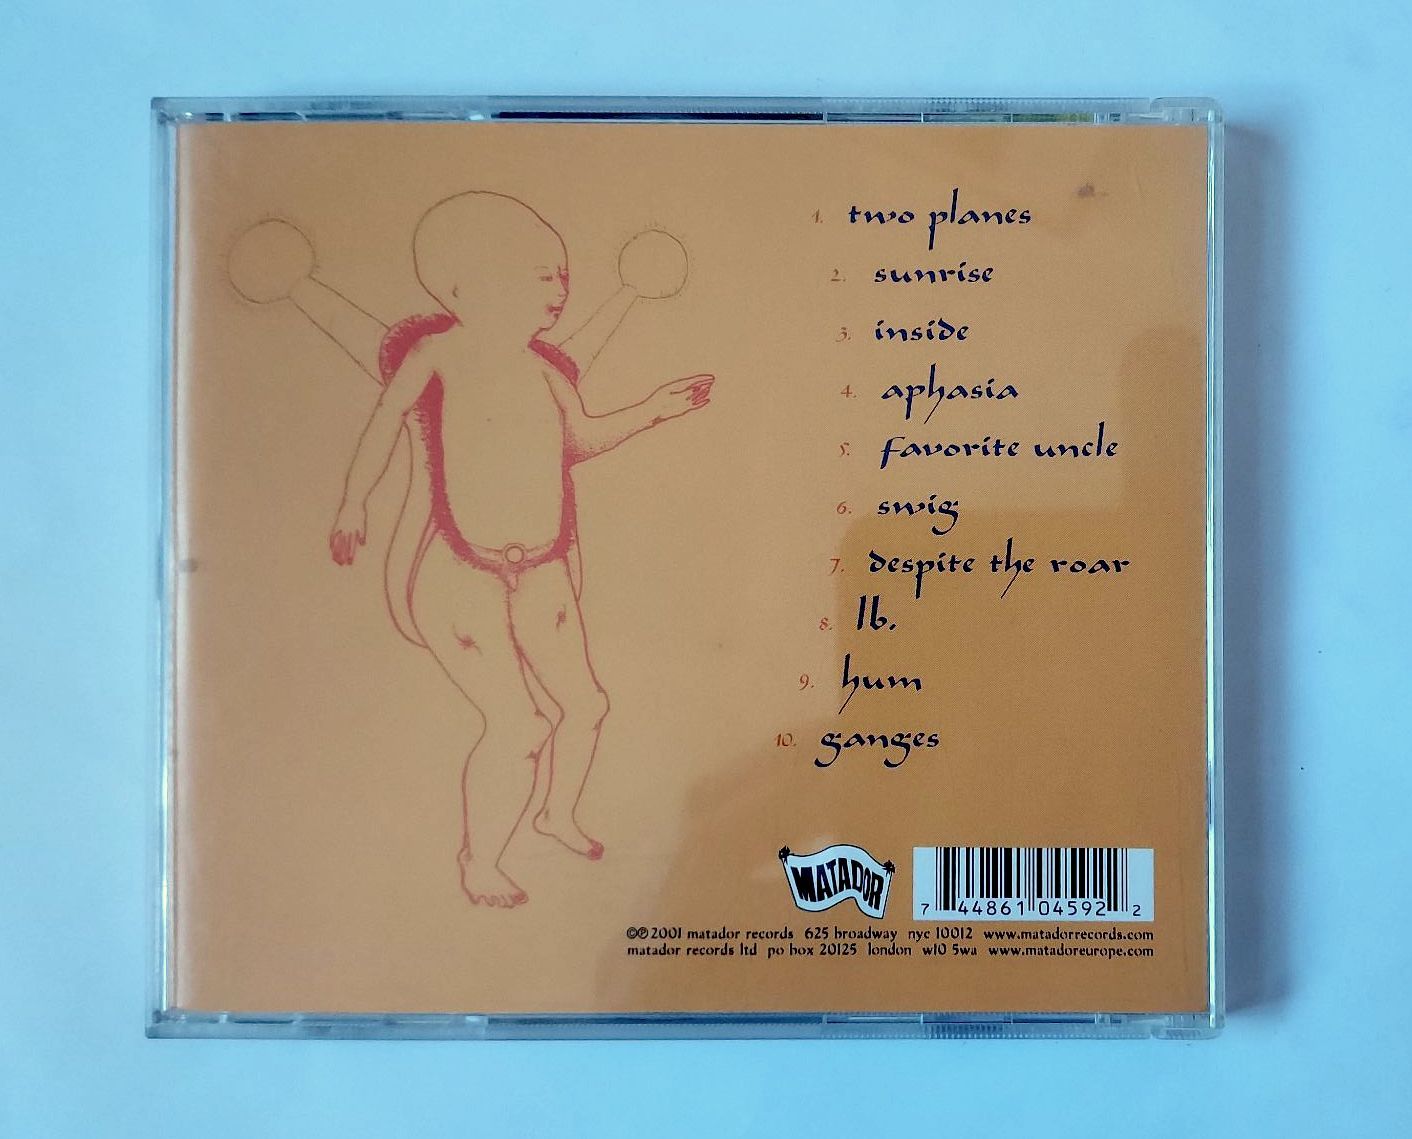 1. two planes
2. sunrise
3. inside
4. aphasia
5. favorite uncle
6. swig
7. despite the roar
8. lb.
9. hum
10. ganges
MATADOR
7 44861 04592 2
©℗2001 matador records 625 broadway nyc 10012 www.matadorrecords.com
matador records ltd po box 20125 london w10 5wa www.matadoreurope.com